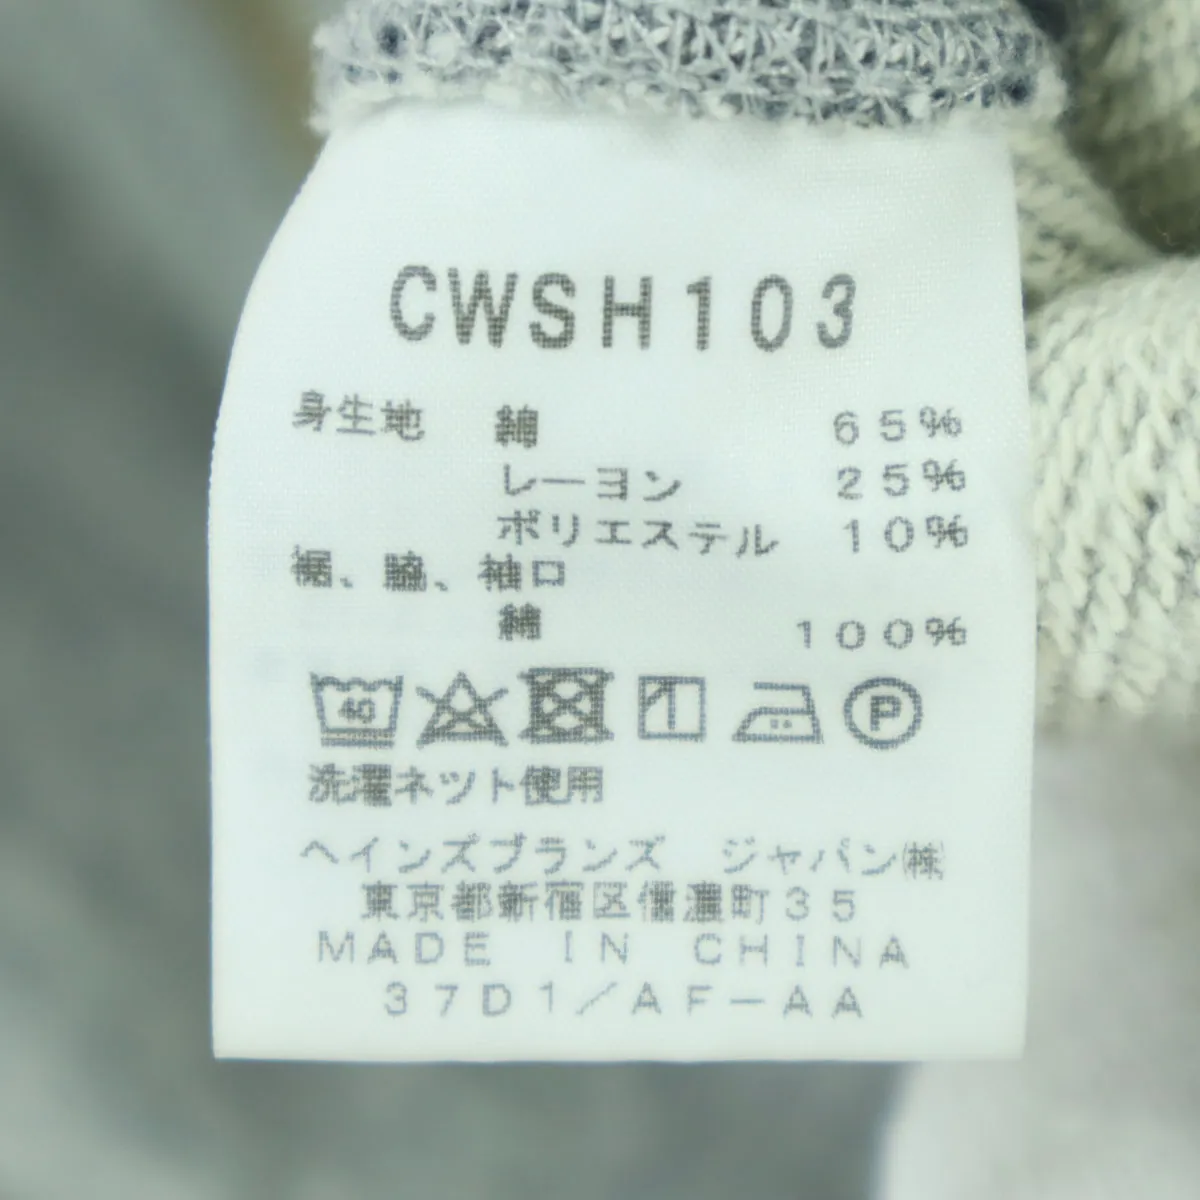 CWSH103
身生地 綿 65%
レーヨン 25%
ポリエステル 10%
裾、脇、袖口
綿 100%
40 P
洗濯ネット使用
ヘインズブランズ ジャパン㈱
東京都新宿区信濃町35
MADE IN CHINA
37D1/AF-AA